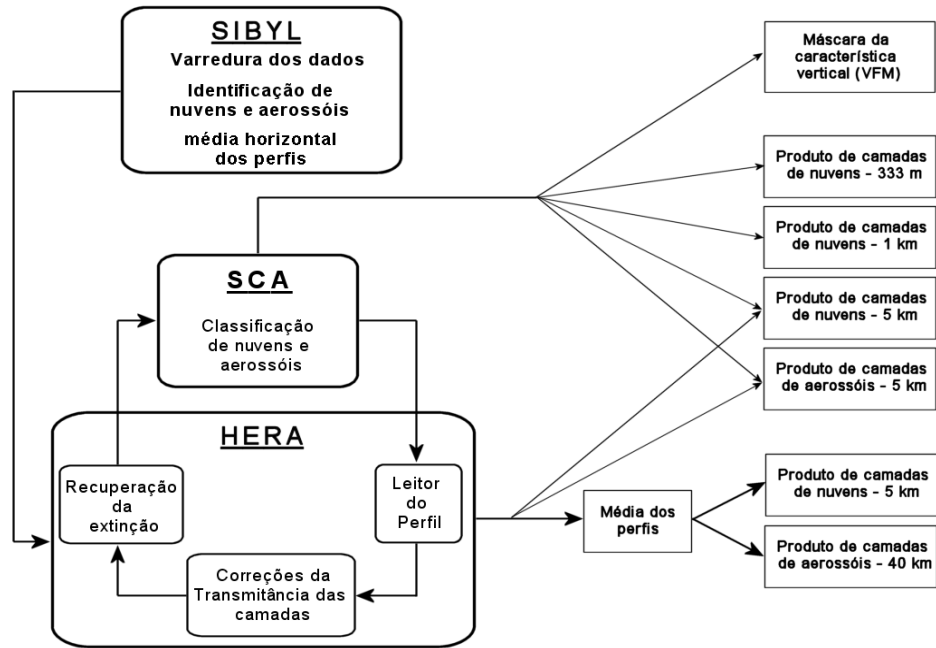 SIBYL
Varredura dos dados
Identificação de
nuvens e aerossóis
média horizontal
dos perfis
SCA
Classificação
de nuvens e
aerossóis
HERA
Recuperação
da
extinção
Leitor
do
Perfil
Correções da
Transmitância das
camadas
Média dos
perfis
Máscara da
característica
vertical (VFM)
Produto de camadas
de nuvens - 333 m
Produto de camadas
de nuvens - 1 km
Produto de camadas
de nuvens - 5 km
Produto de camadas
de aerossóis - 5 km
Produto de camadas
de nuvens - 5 km
Produto de camadas
de aerossóis - 40 km